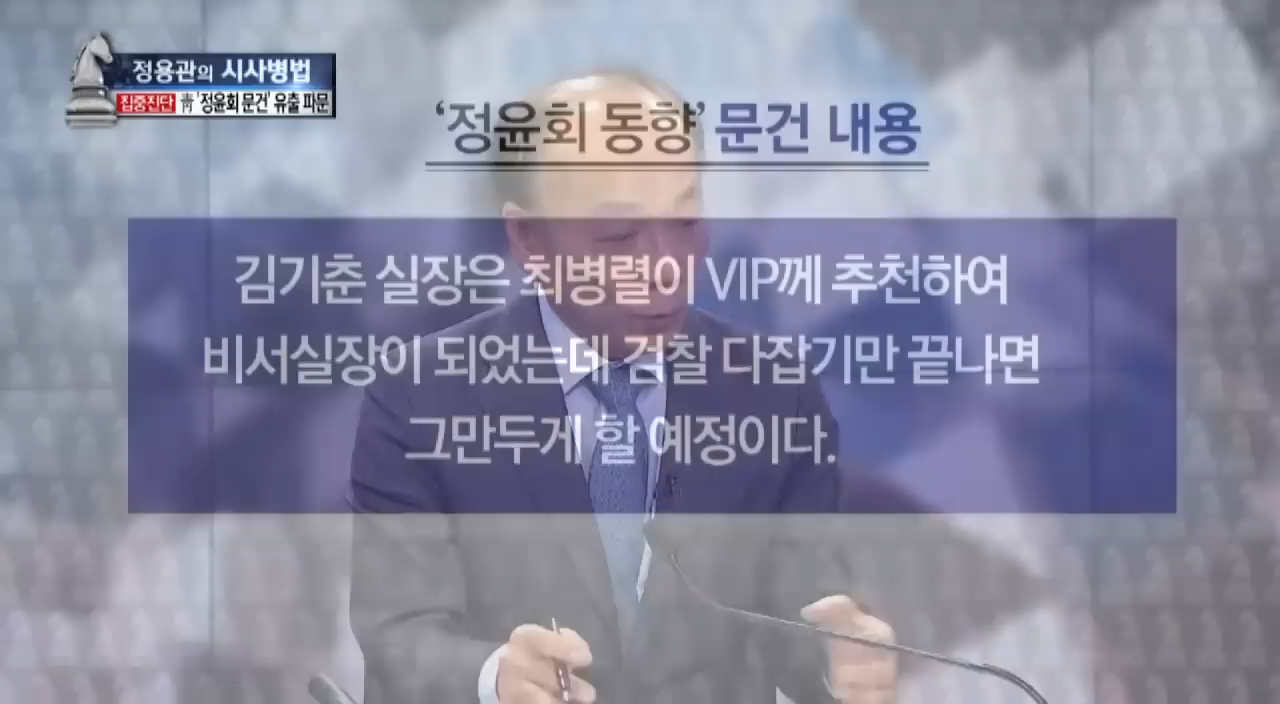 정용관의 시사병법
집중진단 靑 '정윤회 문건' 유출 파문
‘정윤회 동향’ 문건 내용
김기춘 실장은 최병렬이 VIP께 추천하여
비서실장이 되었는데 검찰 다잡기만 끝나면
그만두게 할 예정이다.